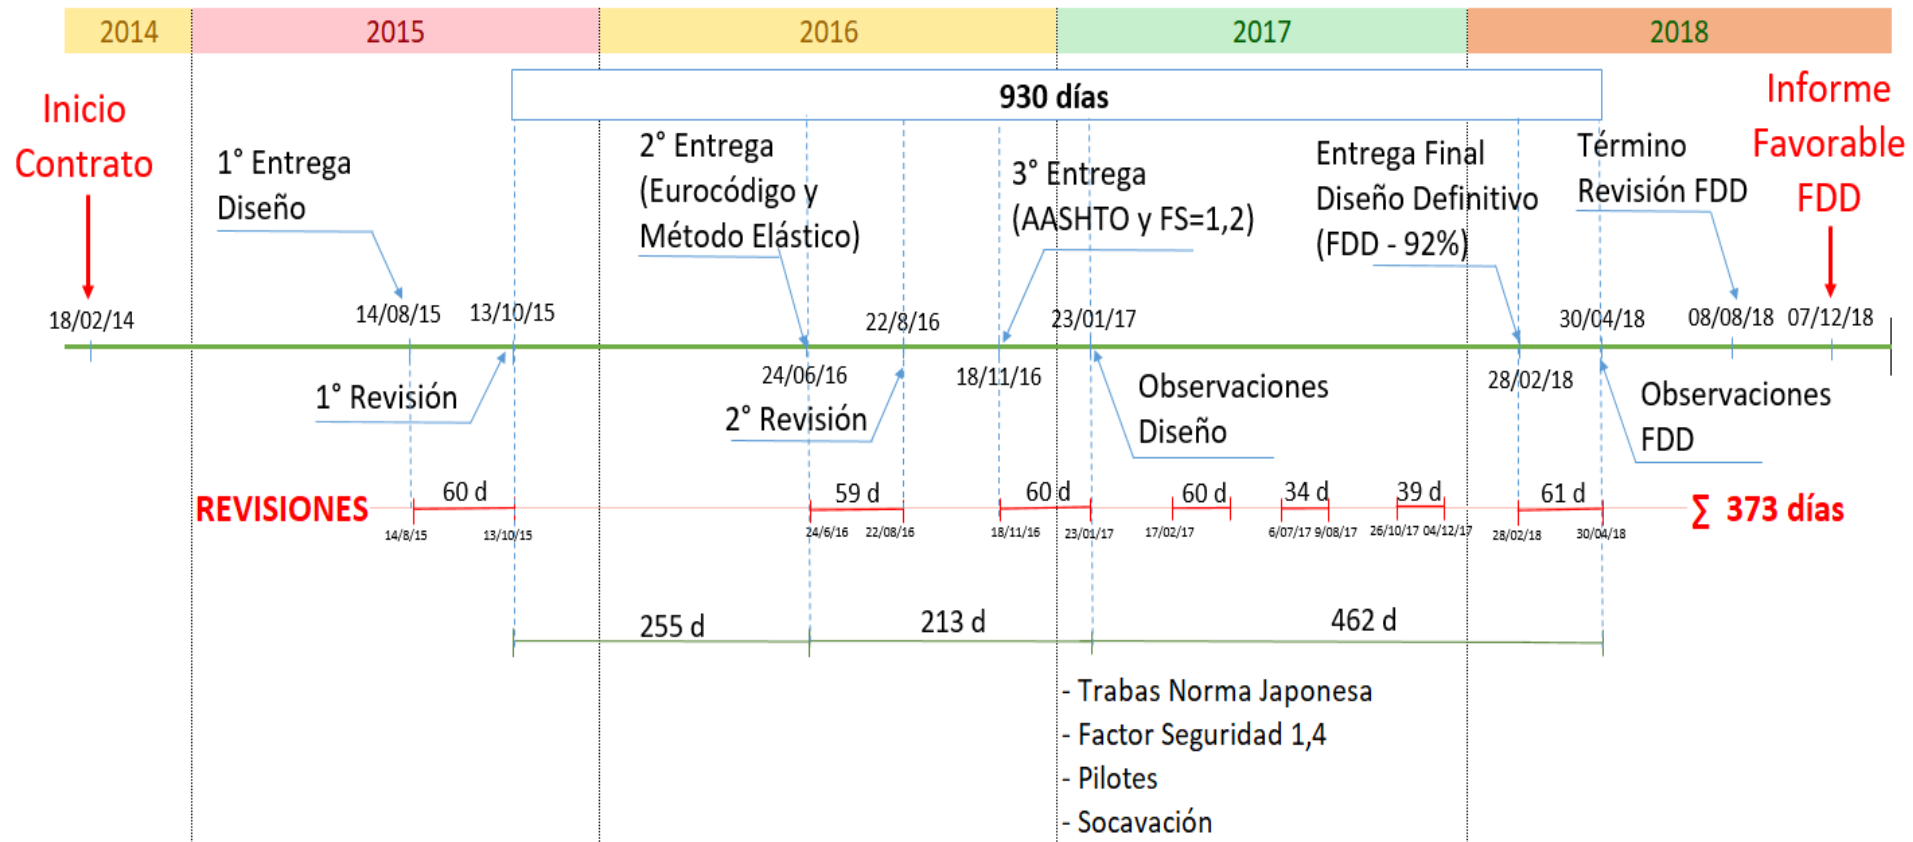 2014
2015
2016
2017
2018
930 días
Inicio
Contrato
1° Entrega
Diseño
2° Entrega
(Eurocódigo y
Método Elástico)
3° Entrega
(AASHTO y FS=1,2)
Entrega Final
Diseño Definitivo
(FDD - 92%)
Término
Revisión FDD
Informe
Favorable
FDD
18/02/14
14/08/15
13/10/15
22/8/16
23/01/17
30/04/18
08/08/18
07/12/18
24/06/16
18/11/16
28/02/18
1° Revisión
2° Revisión
Observaciones
Diseño
Observaciones
FDD
REVISIONES
60 d
59 d
60 d
60 d
34 d
39 d
61 d
∑ 373 días
14/8/15
13/10/15
24/6/16
22/08/16
18/11/16
23/01/17
17/02/17
6/07/17
9/08/17
26/10/17
04/12/17
28/02/18
30/04/18
255 d
213 d
462 d
- Trabas Norma Japonesa
- Factor Seguridad 1,4
- Pilotes
- Socavación